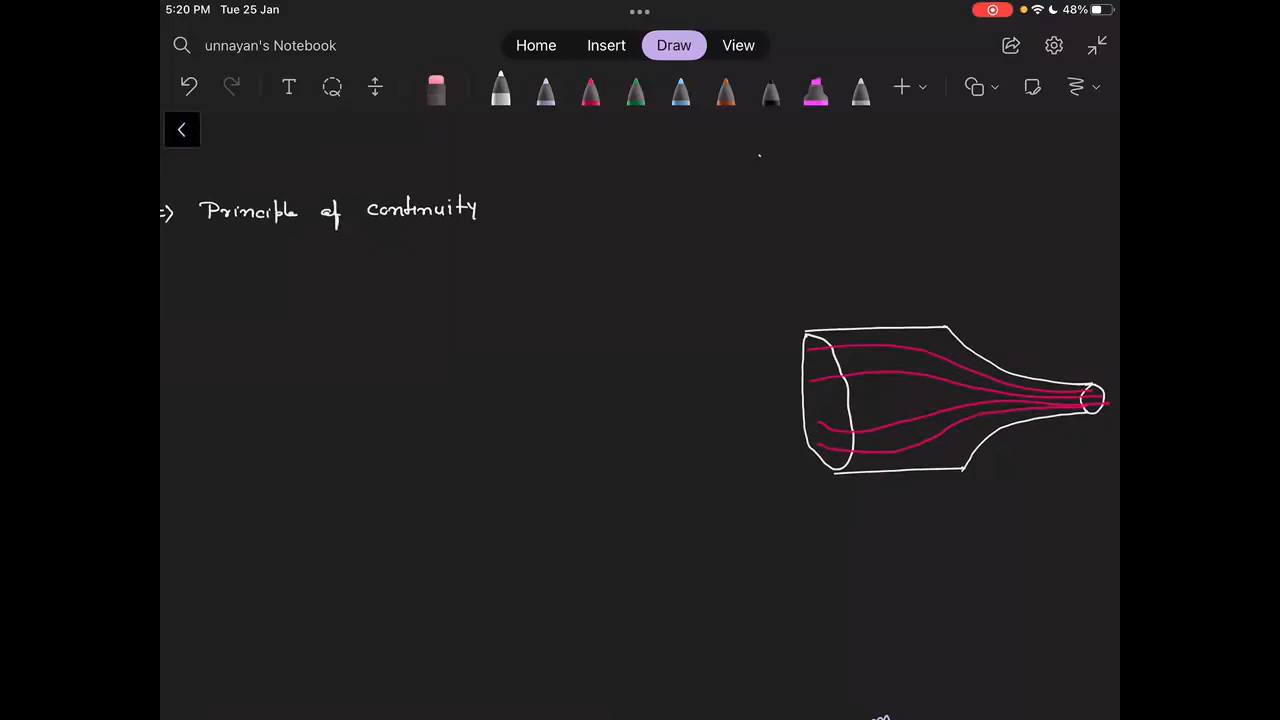 5:20 PM Tue 25 Jan
48%
unnayan's Notebook
Home Insert Draw View
T
=> Principle of continuity